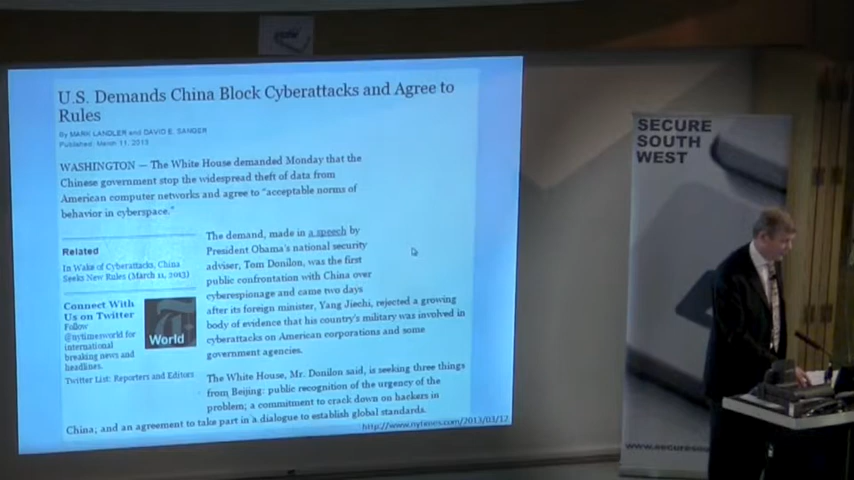 U.S. Demands China Block Cyberattacks and Agree to
Rules
By MARK LANDLER and DAVID E. SANGER
Published: March 11, 2013
WASHINGTON — The White House demanded Monday that the
Chinese government stop the widespread theft of data from
American computer networks and agree to "acceptable norms of
behavior in cyberspace."
Related
In Wake of Cyberattacks, China
Seeks New Rules (March 11, 2013)
Connect With
Us on Twitter
Follow
@nytimesworld for
international
breaking news and
headlines.
Twitter List: Reporters and Editors
T
World
The demand, made in a speech by
President Obama's national security
adviser, Tom Donilon, was the first
public confrontation with China over
cyberespionage and came two days
after its foreign minister, Yang Jiechi, rejected a growing
body of evidence that his country's military was involved in
cyberattacks on American corporations and some
government agencies.
The White House, Mr. Donilon said, is seeking three things
from Beijing: public recognition of the urgency of the
problem; a commitment to crack down on hackers in
China; and an agreement to take part in a dialogue to establish global standards.
http://www.nytimes.com/2013/03/12
SECURE
SOUTH
WEST
www.secureso